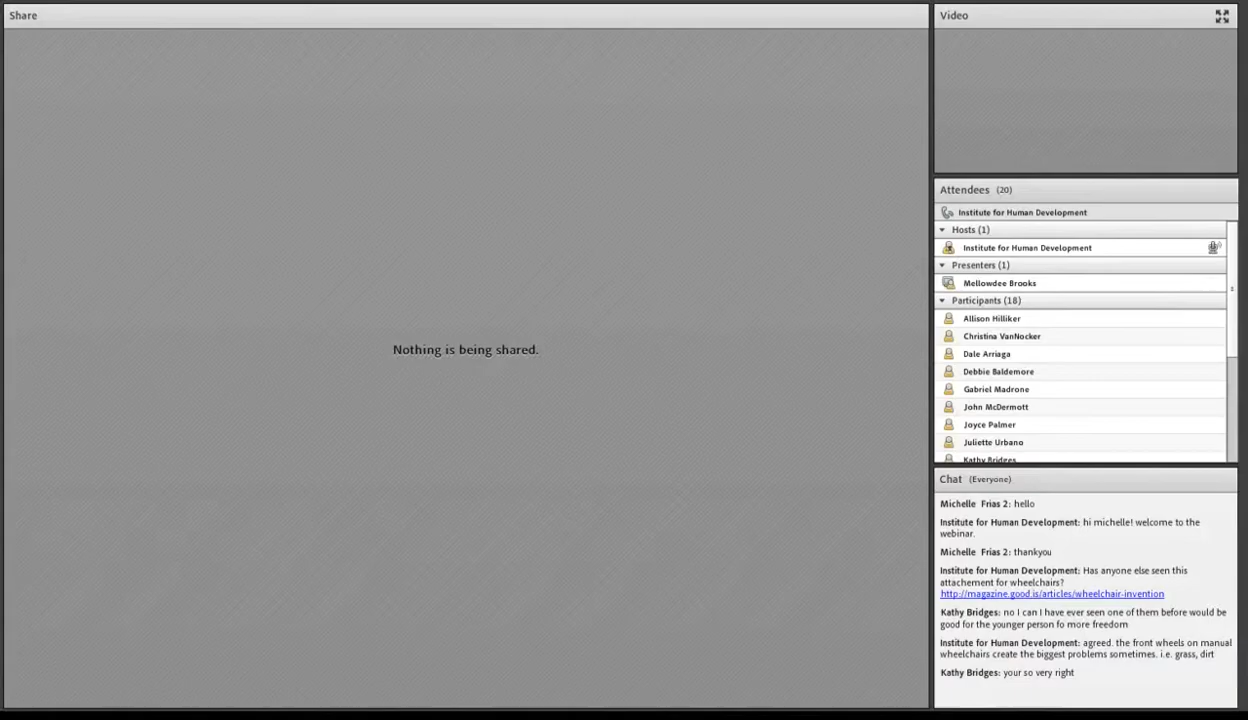 Share
Nothing is being shared.
Video
Attendees (20)
Institute for Human Development
Hosts (1)
Institute for Human Development
Presenters (1)
Mellowdee Brooks
Participants (18)
Allison Hilliker
Christina VanNocker
Dale Arriaga
Debbie Baldemore
Gabriel Madrone
John McDermott
Joyce Palmer
Juliette Urbano
Kathy Bridges
Chat (Everyone)
Michelle Frias 2: hello
Institute for Human Development: hi michelle! welcome to the
webinar.
Michelle Frias 2: thankyou
Institute for Human Development: Has anyone else seen this
attachement for wheelchairs?
http://magazine.good.is/articles/wheelchair-invention
Kathy Bridges: no I can I have ever seen one of them before would be
good for the younger person fo more freedom
Institute for Human Development: agreed. the front wheels on manual
wheelchairs create the biggest problems sometimes. i.e. grass, dirt
Kathy Bridges: your so very right